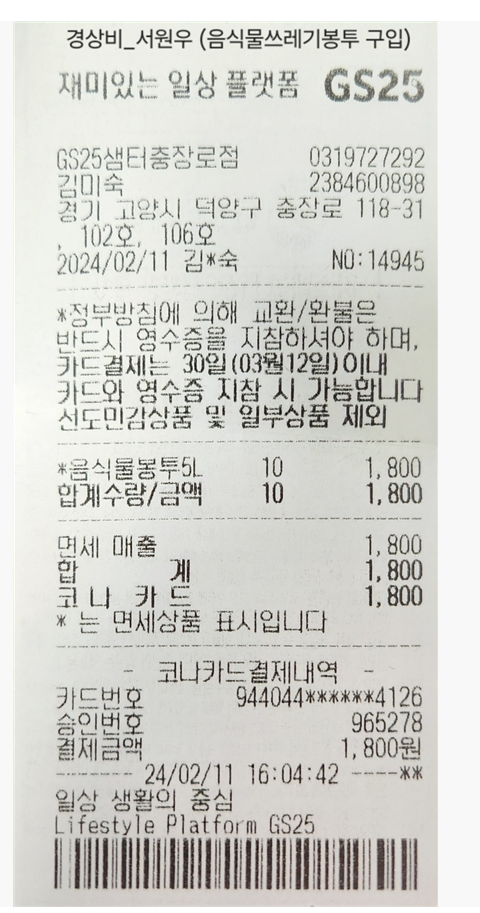 경상비_서원우 (음식물쓰레기봉투 구입)
재미있는 일상 플랫폼 GS25
GS25샘터충장로점 0319727292
김미숙 2384600898
경기 고양시 덕양구 충장로 118-31
, 102호, 106호
2024/02/11 김*숙 NO:14945
*정부방침에 의해 교환/환불은
반드시 영수증을 지참하셔야 하며,
카드결제는 30일(03월12일)이내
카드와 영수증 지참 시 가능합니다
선도민감상품 및 일부상품 제외
*음식물봉투5L 10 1,800
합계수량/금액 10 1,800
면세 매출 1,800
합 계 1,800
코 나 카 드 1,800
* 는 면세상품 표시입니다
- 코나카드결제내역 -
카드번호 944044******4126
승인번호 965278
결제금액 1,800원
------ 24/02/11 16:04:42 ----**
일상 생활의 중심
Lifestyle Platform GS25